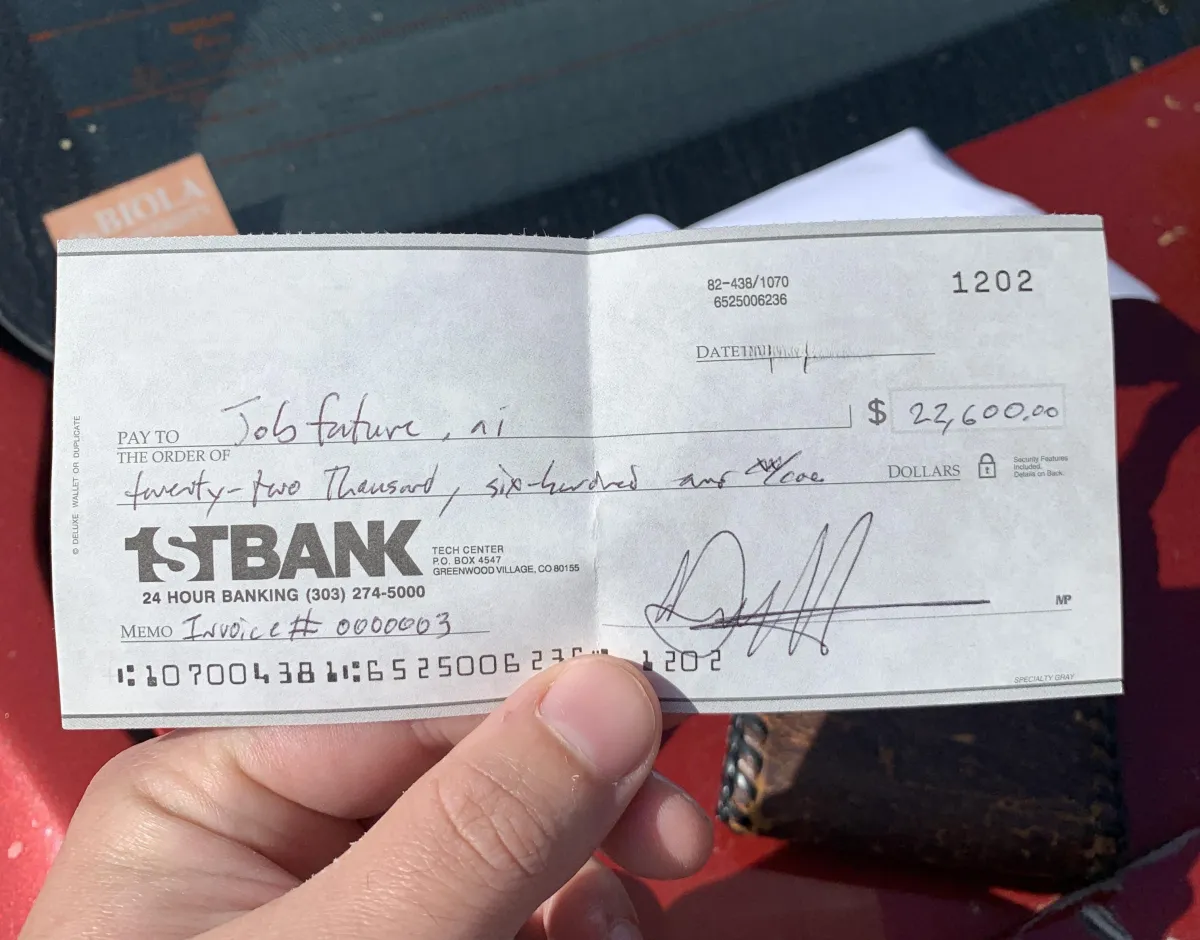 BIOLA
82-438/1070
6525006236
1202
DATE
PAY TO
THE ORDER OF
Jobfuture, ai
$ 22,600.00
twenty-two Thousand, six-hundred and xx/100
DOLLARS
Security Features
Included.
Details on Back.
© DELUXE WALLET OR DUPLICATE
1STBANK
TECH CENTER
P.O. BOX 4547
GREENWOOD VILLAGE, CO 80155
24 HOUR BANKING (303) 274-5000
MEMO Invoice# 0000003
MP
107004381 6525006236 1202
SPECIALTY GRAY